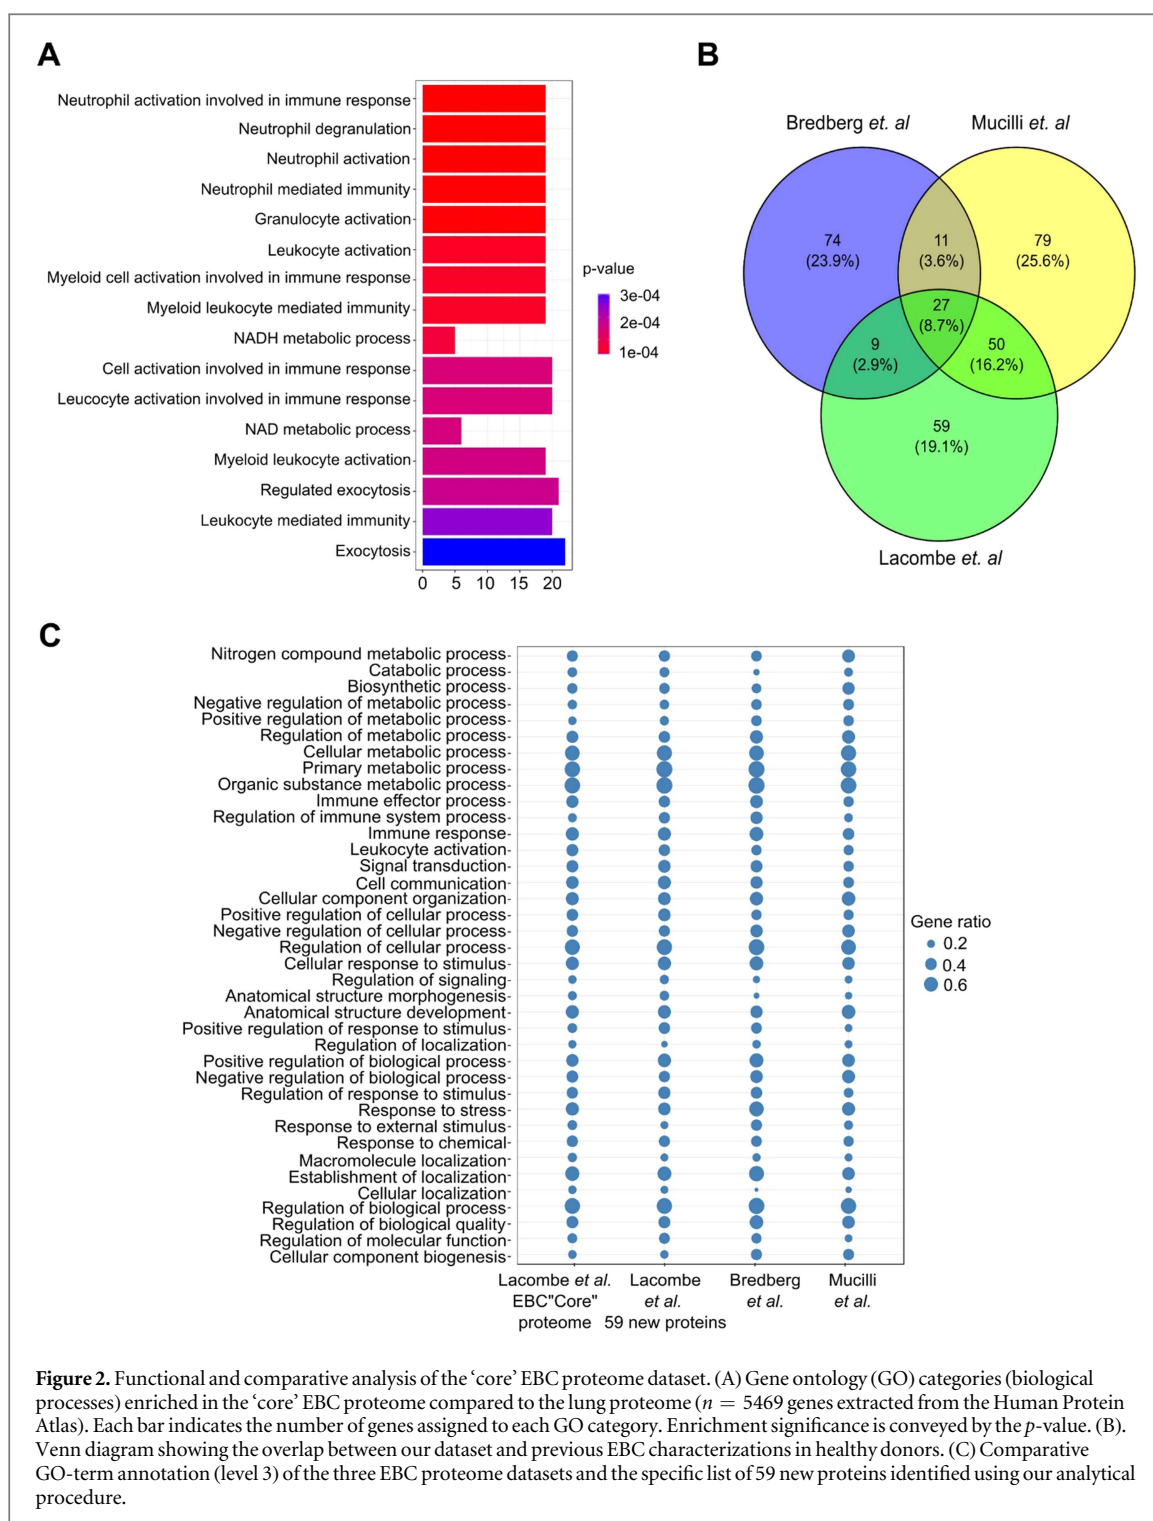 A
Neutrophil activation involved in immune response
Neutrophil degranulation
Neutrophil activation
Neutrophil mediated immunity
Granulocyte activation
Leukocyte activation
Myeloid cell activation involved in immune response
Myeloid leukocyte mediated immunity
NADH metabolic process
Cell activation involved in immune response
Leucocyte activation involved in immune response
NAD metabolic process
Myeloid leukocyte activation
Regulated exocytosis
Leukocyte mediated immunity
Exocytosis
0 5 10 15 20
p-value
3e-04
2e-04
1e-04
B
Bredberg et. al
Mucilli et. al
74
(23.9%)
11
(3.6%)
79
(25.6%)
27
(8.7%)
9
(2.9%)
50
(16.2%)
59
(19.1%)
Lacombe et. al
C
Nitrogen compound metabolic process
Catabolic process
Biosynthetic process
Negative regulation of metabolic process
Positive regulation of metabolic process
Regulation of metabolic process
Cellular metabolic process
Primary metabolic process
Organic substance metabolic process
Immune effector process
Regulation of immune system process
Immune response
Leukocyte activation
Signal transduction
Cell communication
Cellular component organization
Positive regulation of cellular process
Negative regulation of cellular process
Regulation of cellular process
Cellular response to stimulus
Regulation of signaling
Anatomical structure morphogenesis
Anatomical structure development
Positive regulation of response to stimulus
Regulation of localization
Positive regulation of biological process
Negative regulation of biological process
Regulation of response to stimulus
Response to stress
Response to external stimulus
Response to chemical
Macromolecule localization
Establishment of localization
Cellular localization
Regulation of biological process
Regulation of biological quality
Regulation of molecular function
Cellular component biogenesis
Gene ratio
0.2
0.4
0.6
Lacombe et al.
EBC"Core"
proteome
Lacombe
et al.
59 new proteins
Bredberg
et al.
Mucilli
et al.
Figure 2. Functional and comparative analysis of the ‘core’ EBC proteome dataset. (A) Gene ontology (GO) categories (biological
processes) enriched in the ‘core’ EBC proteome compared to the lung proteome (n = 5469 genes extracted from the Human Protein
Atlas). Each bar indicates the number of genes assigned to each GO category. Enrichment significance is conveyed by the p-value. (B).
Venn diagram showing the overlap between our dataset and previous EBC characterizations in healthy donors. (C) Comparative
GO-term annotation (level 3) of the three EBC proteome datasets and the specific list of 59 new proteins identified using our analytical
procedure.